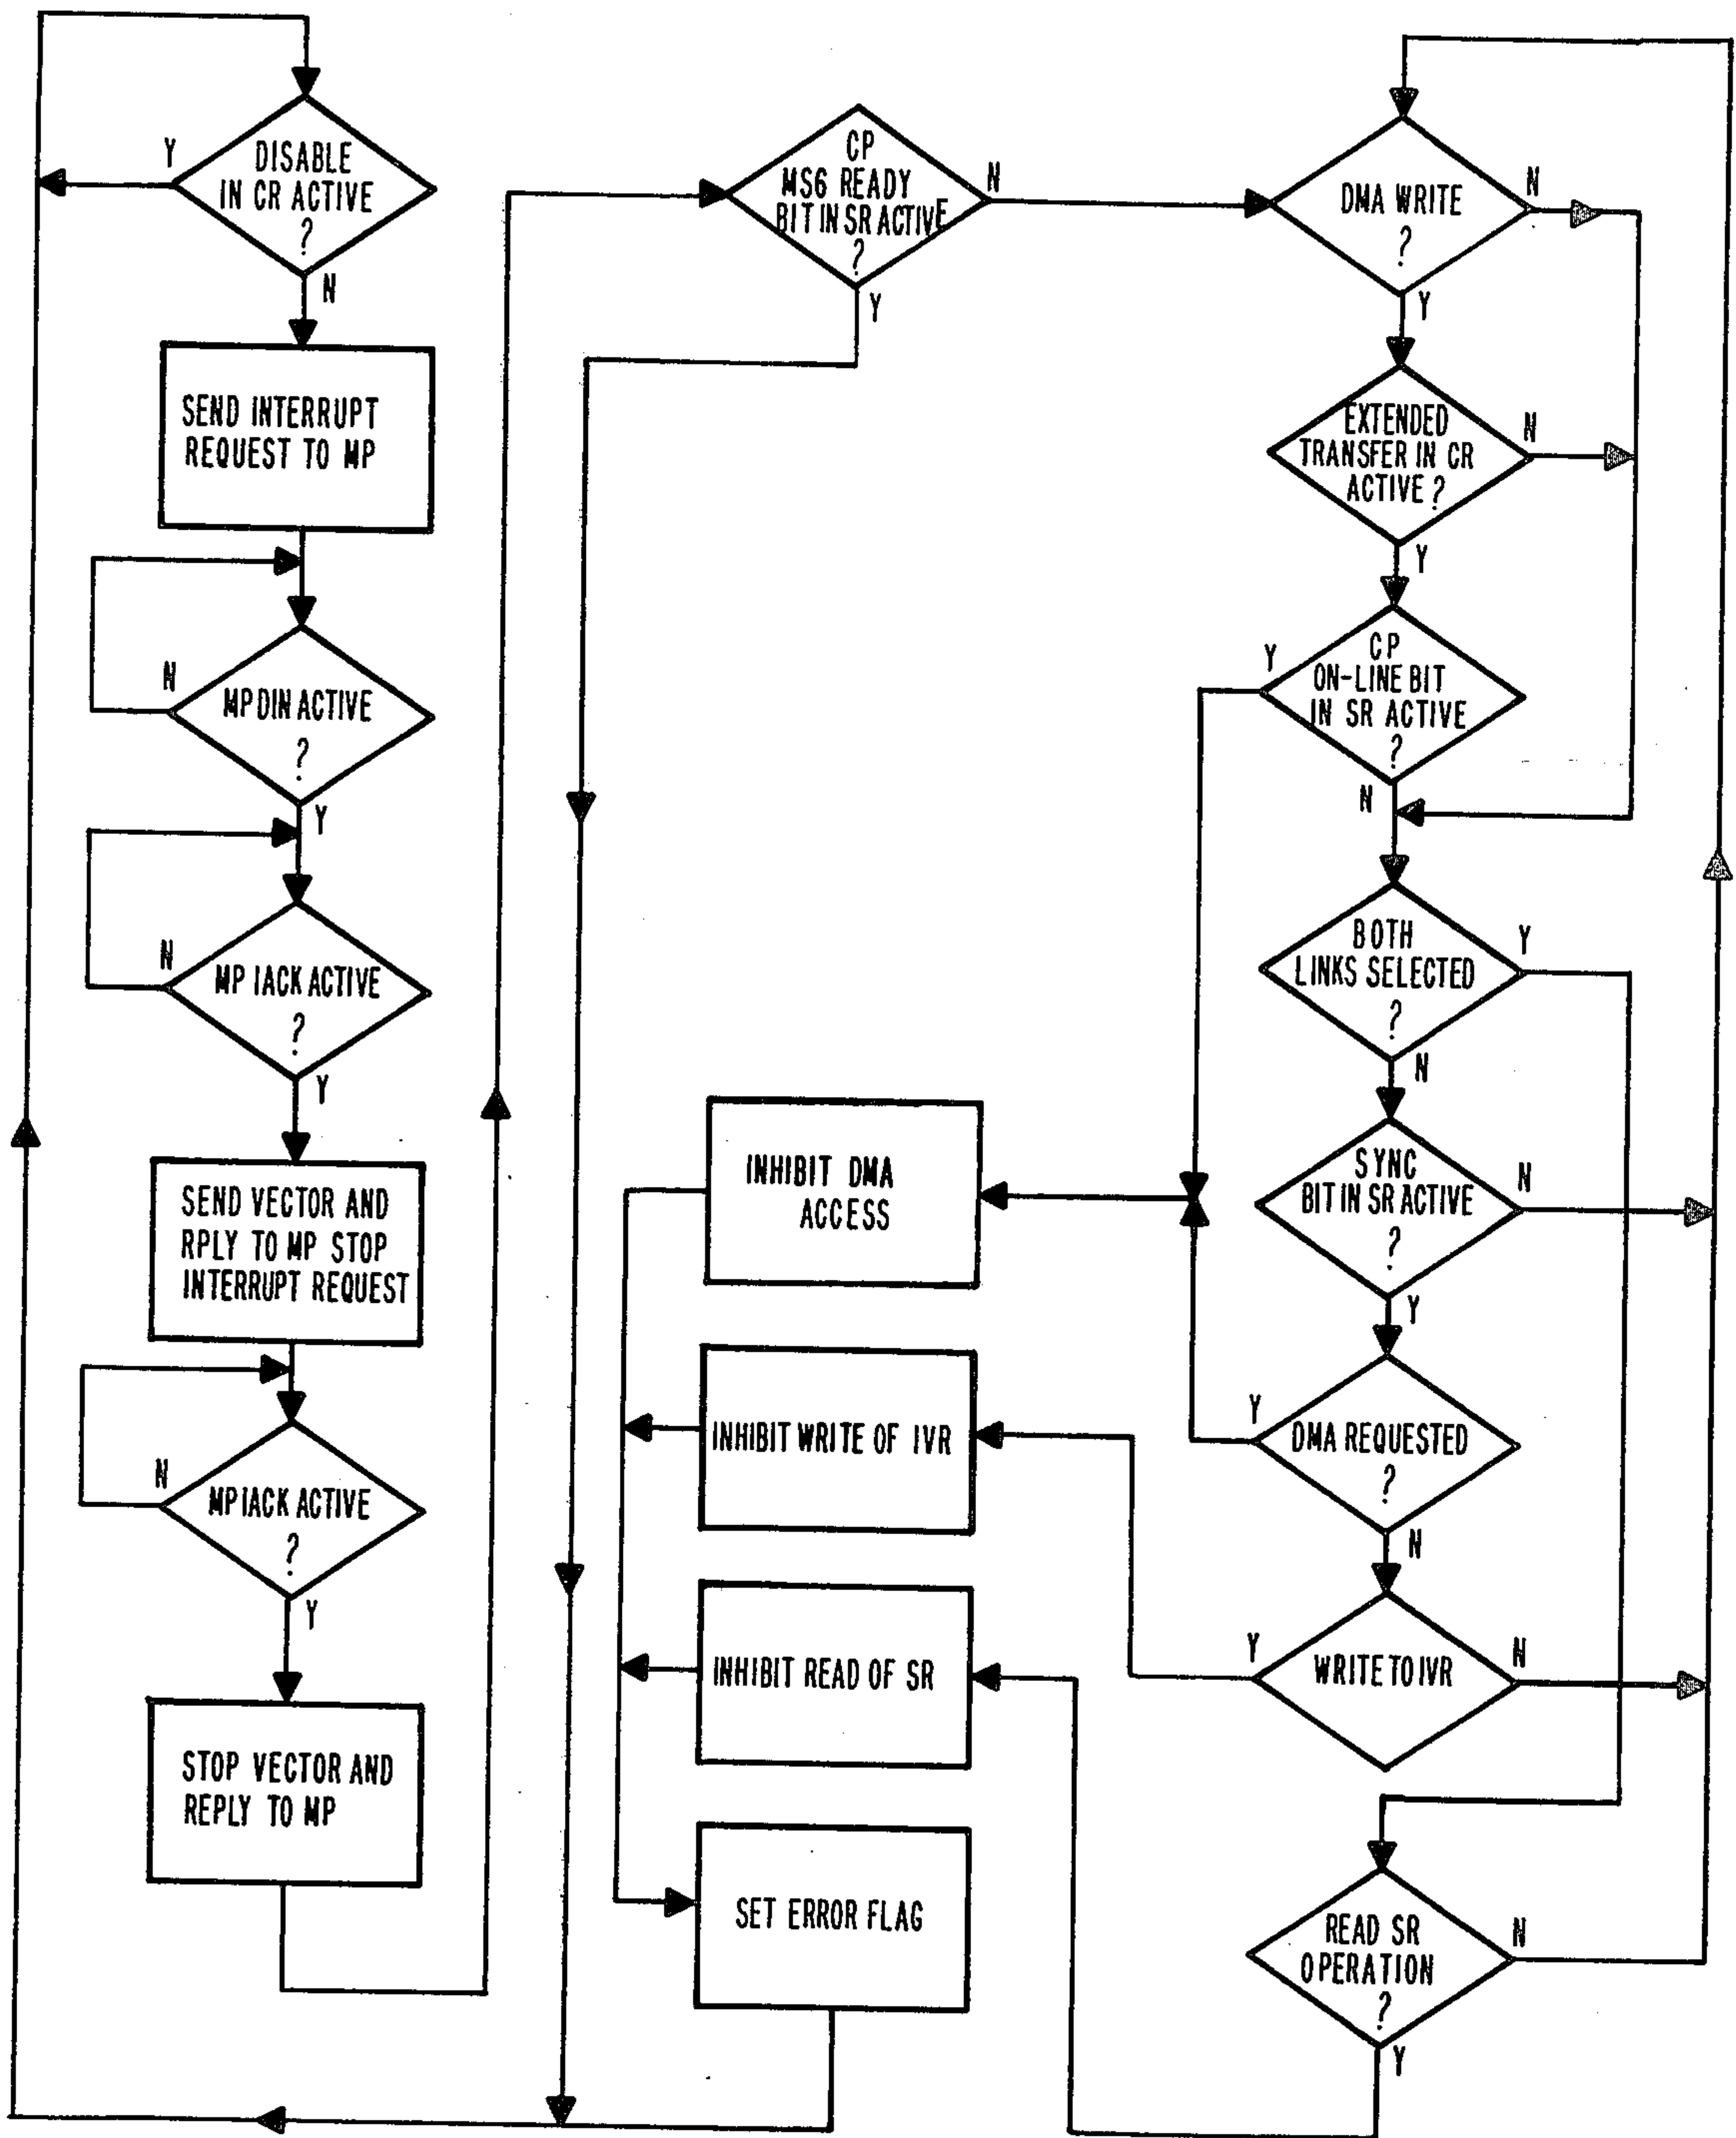 Y
DISABLE
IN CR ACTIVE
?
N
SEND INTERRUPT
REQUEST TO MP
N
MP DIN ACTIVE
?
Y
N
MP IACK ACTIVE
?
Y
SEND VECTOR AND
RPLY TO MP STOP
INTERRUPT REQUEST
N
MP IACK ACTIVE
?
Y
STOP VECTOR AND
REPLY TO MP
CP
MS6 READY
BIT IN SR ACTIVE
?
N
Y
INHIBIT DMA
ACCESS
INHIBIT WRITE OF IVR
INHIBIT READ OF SR
SET ERROR FLAG
DMA WRITE
?
N
Y
EXTENDED
TRANSFER IN CR
ACTIVE ?
N
Y
Y
CP
ON-LINE BIT
IN SR ACTIVE
?
N
BOTH
LINKS SELECTED
?
Y
N
SYNC
BIT IN SR ACTIVE
?
N
Y
Y
DMA REQUESTED
?
N
Y
WRITE TO IVR
N
READ SR
OPERATION
?
N
Y